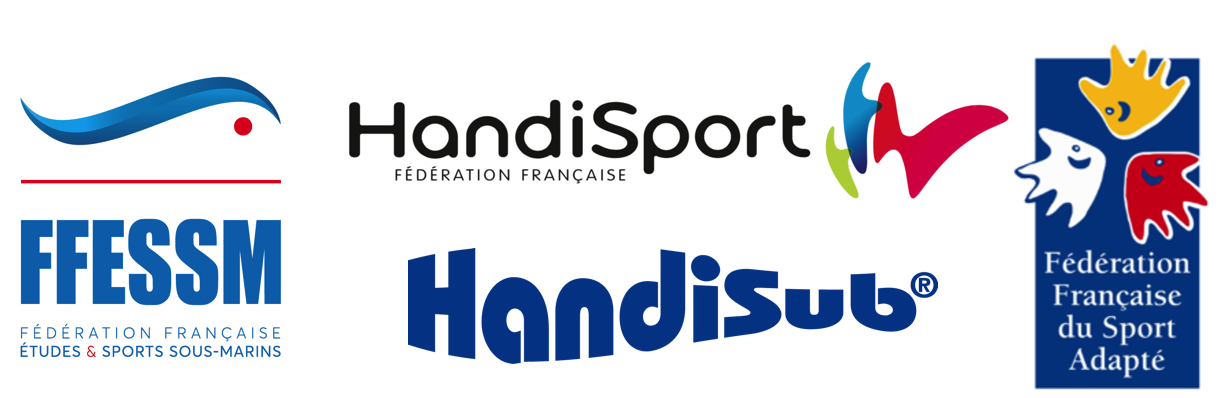 FFESSM
FÉDÉRATION FRANÇAISE
ÉTUDES & SPORTS SOUS-MARINS
HandiSport
FÉDÉRATION FRANÇAISE
HandiSub®
Fédération
Française
du Sport
Adapté